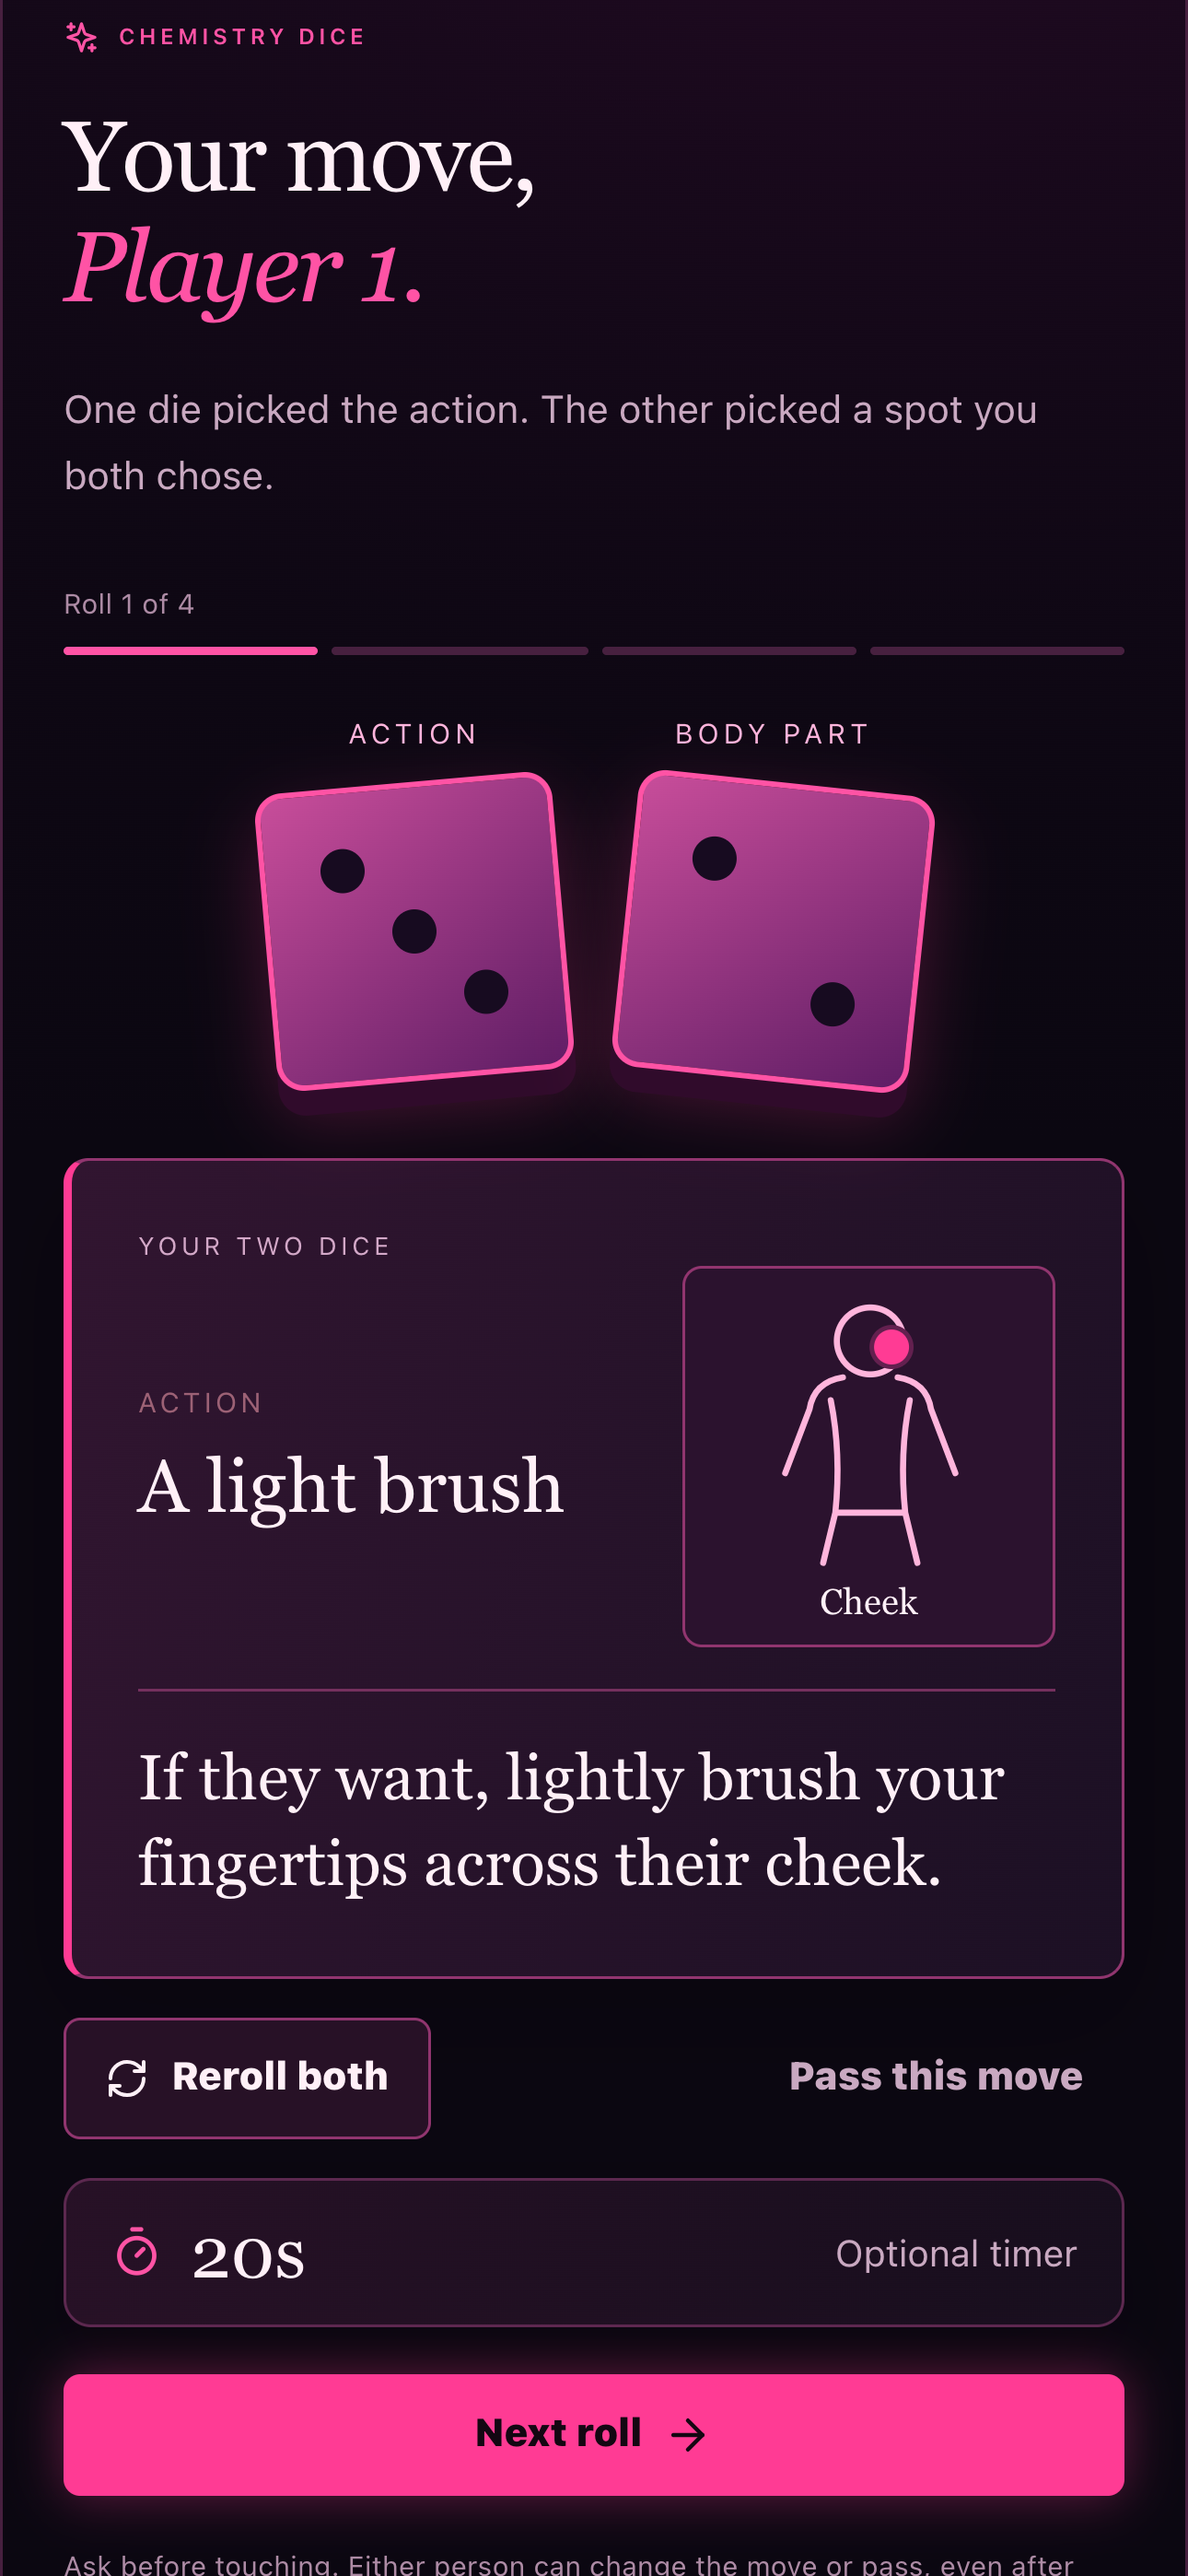 CHEMISTRY DICE
Your move,
Player 1.
One die picked the action. The other picked a spot you
both chose.
Roll 1 of 4
ACTION
BODY PART
YOUR TWO DICE
ACTION
A light brush
Cheek
If they want, lightly brush your
fingertips across their cheek.
Reroll both
Pass this move
20s
Optional timer
Next roll
Ask before touching. Either person can change the move or pass, even after